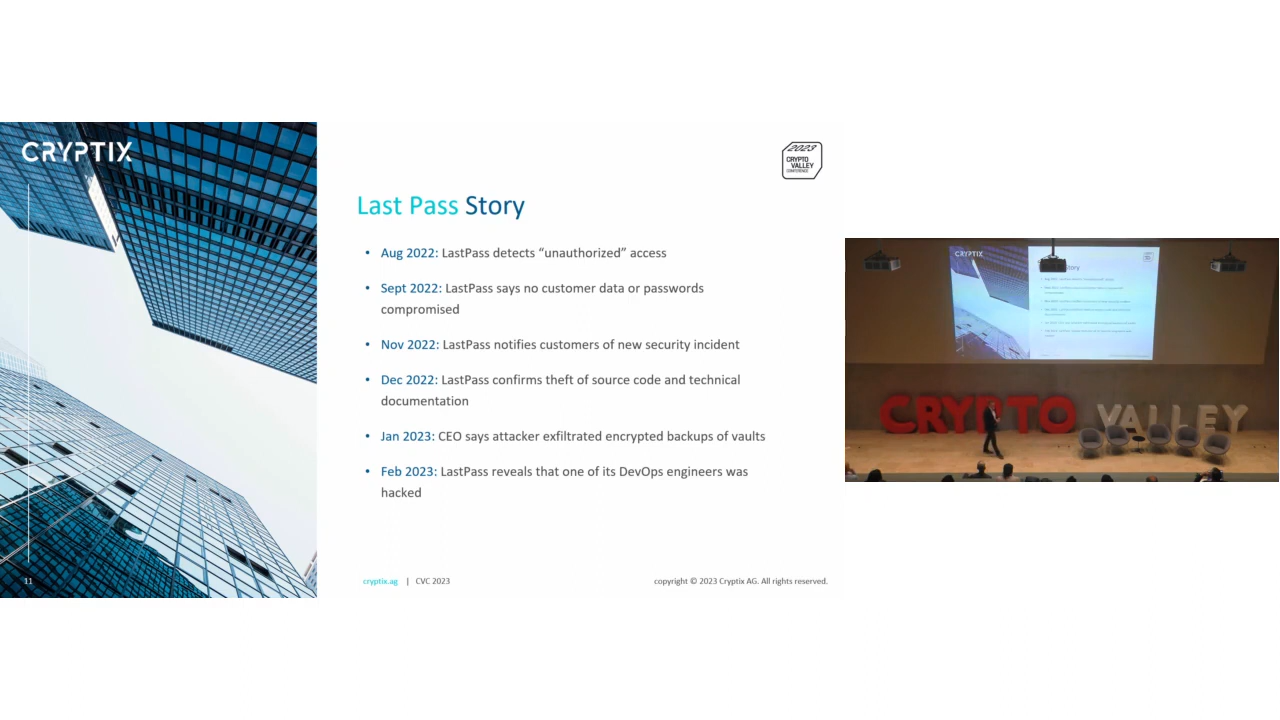 CRYPTIX
2023
CRYPTO
VALLEY
CONFERENCE
Last Pass Story
• Aug 2022: LastPass detects “unauthorized” access
• Sept 2022: LastPass says no customer data or passwords
compromised
• Nov 2022: LastPass notifies customers of new security incident
• Dec 2022: LastPass confirms theft of source code and technical
documentation
• Jan 2023: CEO says attacker exfiltrated encrypted backups of vaults
• Feb 2023: LastPass reveals that one of its DevOps engineers was
hacked
11
cryptix.ag | CVC 2023
copyright © 2023 Cryptix AG. All rights reserved.
CRYPTIX
Story
CRYPTO VALLEY